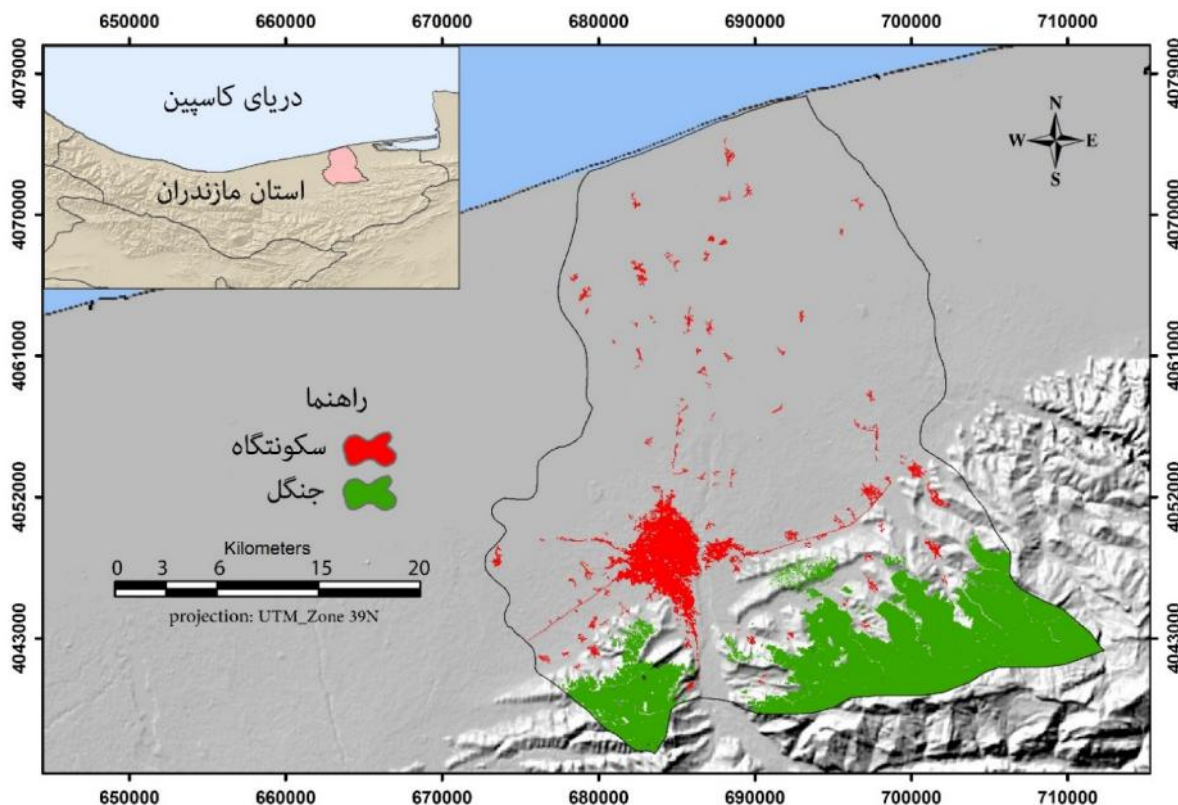 650000 660000 670000 680000 690000 700000 710000
4079000 4079000
دریای کاسپین
استان مازندران
N
W E
S
4070000 4070000
4061000 4061000
راهنما
سکونتگاه
جنگل
4052000 4052000
Kilometers
0 3 6 15 20
projection: UTM_Zone 39N
4043000 4043000
650000 660000 670000 680000 690000 700000 710000